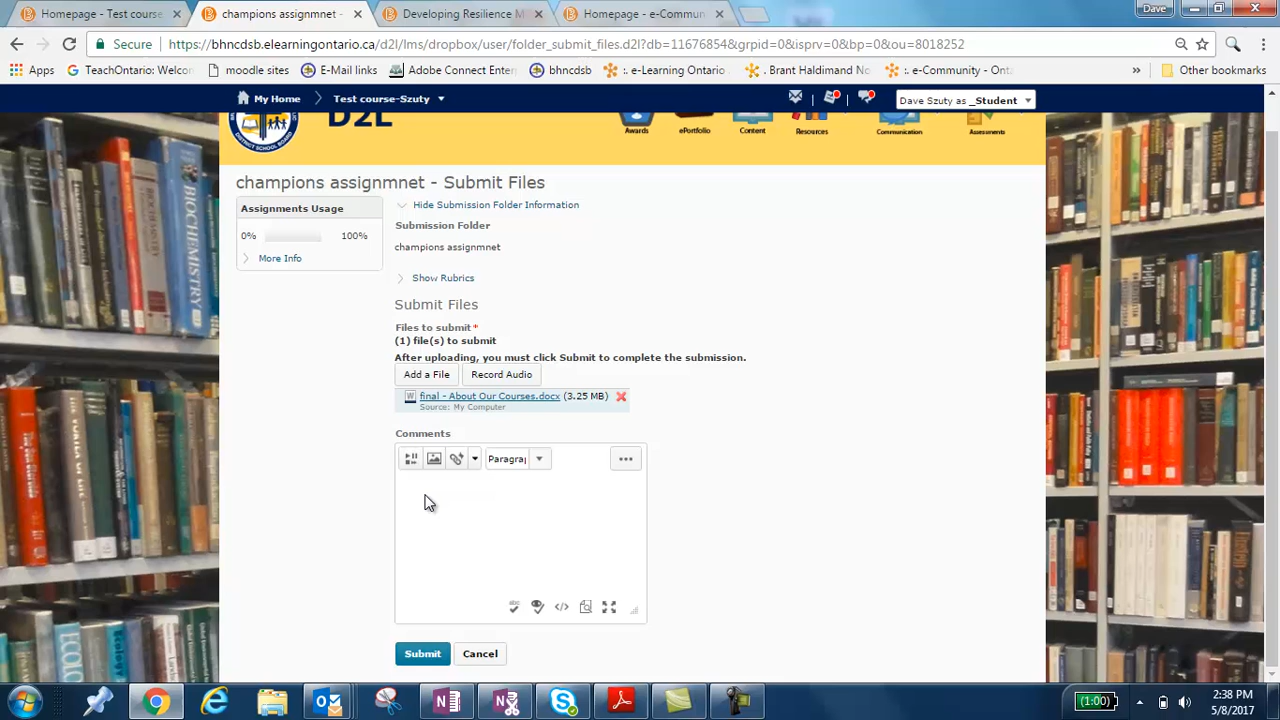 Homepage - Test course
champions assignmnet -
Developing Resilience M
Homepage - e-Commun
Dave
Secure
https://bhncdsb.elearningontario.ca/d2l/lms/dropbox/user/folder_submit_files.d2l?db=11676854&grpid=0&isprv=0&bp=0&ou=8018252
Apps
TeachOntario: Welcom
moodle sites
E-Mail links
Adobe Connect Enter
bhncdsb
:. e-Learning Ontario
. Brant Haldimand No
:. e-Community - Ont
»
Other bookmarks
My Home
Test course-Szuty
Dave Szuty as _Student
DISTRICT SCHOOL BOARD
D2L
Awards
ePortfolio
Content
Resources
Communication
Assessments
champions assignmnet - Submit Files
Assignments Usage
0% 100%
More Info
Hide Submission Folder Information
Submission Folder
champions assignmnet
Show Rubrics
Submit Files
Files to submit *
(1) file(s) to submit
After uploading, you must click Submit to complete the submission.
Add a File
Record Audio
final - About Our Courses.docx (3.25 MB)
Source: My Computer
Comments
Paragra
Submit
Cancel
BIOCHEMISTRY
(1:00)
2:38 PM
5/8/2017